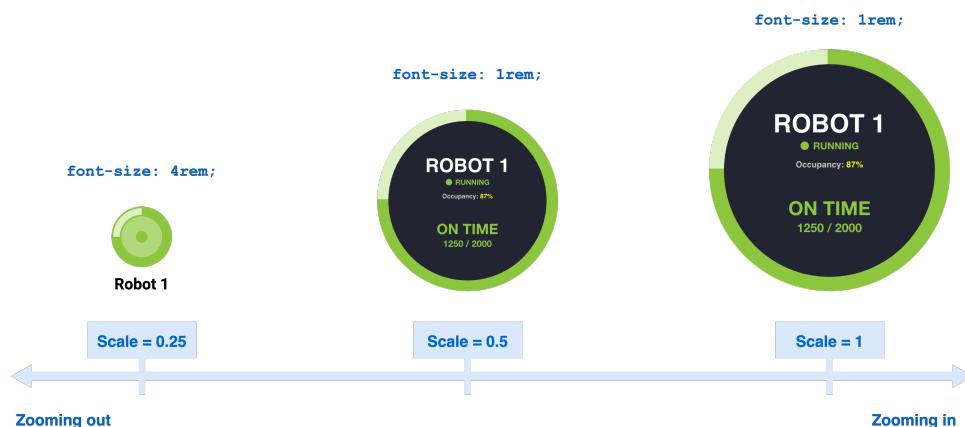 font-size: 4rem;
Robot 1
Scale = 0.25
font-size: 1rem;
ROBOT 1
RUNNING
Occupancy: 87%
ON TIME
1250 / 2000
Scale = 0.5
font-size: 1rem;
ROBOT 1
RUNNING
Occupancy: 87%
ON TIME
1250 / 2000
Scale = 1
Zooming out
Zooming in